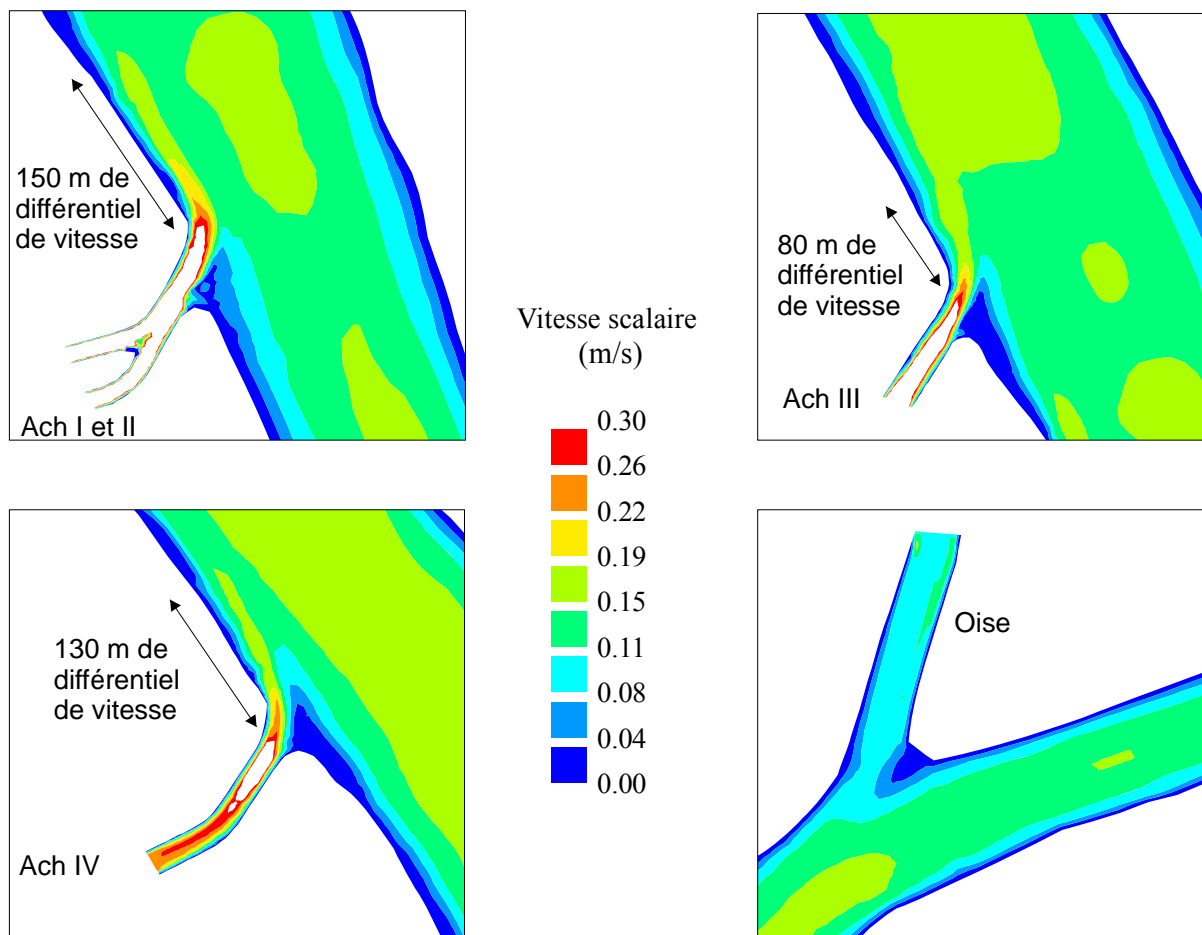 150 m de
différentiel
de vitesse
Ach I et II
80 m de
différentiel
de vitesse
Ach III
Vitesse scalaire
(m/s)
0.30
0.26
0.22
0.19
0.15
0.11
0.08
0.04
0.00
130 m de
différentiel
de vitesse
Ach IV
Oise